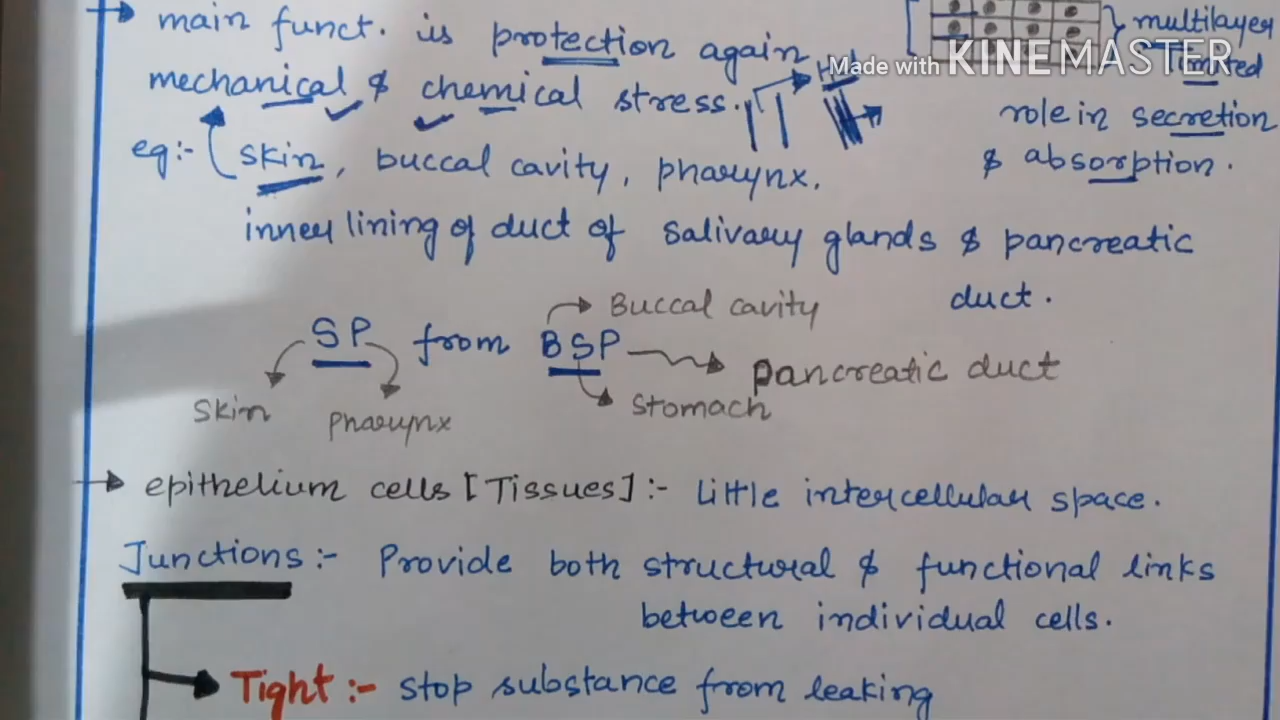 → main funct. is protection again
mechanical & chemical stress.
eg:- skin, buccal cavity, pharynx.
inner lining of duct of salivary glands & pancreatic
duct.
multilayer
limited
role in secretion
& absorption.
Made with KINEMASTER
SP from BSP
Buccal cavity
pancreatic duct
Stomach
Skin
Pharynx
→ epithelium cells [Tissues]:- Little intercellular space.
Junctions:- Provide both structural & functional links
between individual cells.
→ Tight:- stop substance from leaking